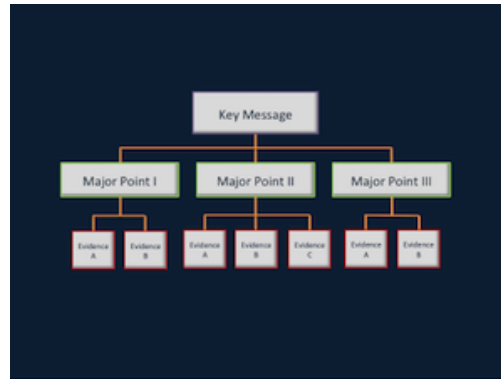 Key Message
Major Point I
Major Point II
Major Point III
Evidence
A
Evidence
B
Evidence
A
Evidence
B
Evidence
C
Evidence
A
Evidence
B